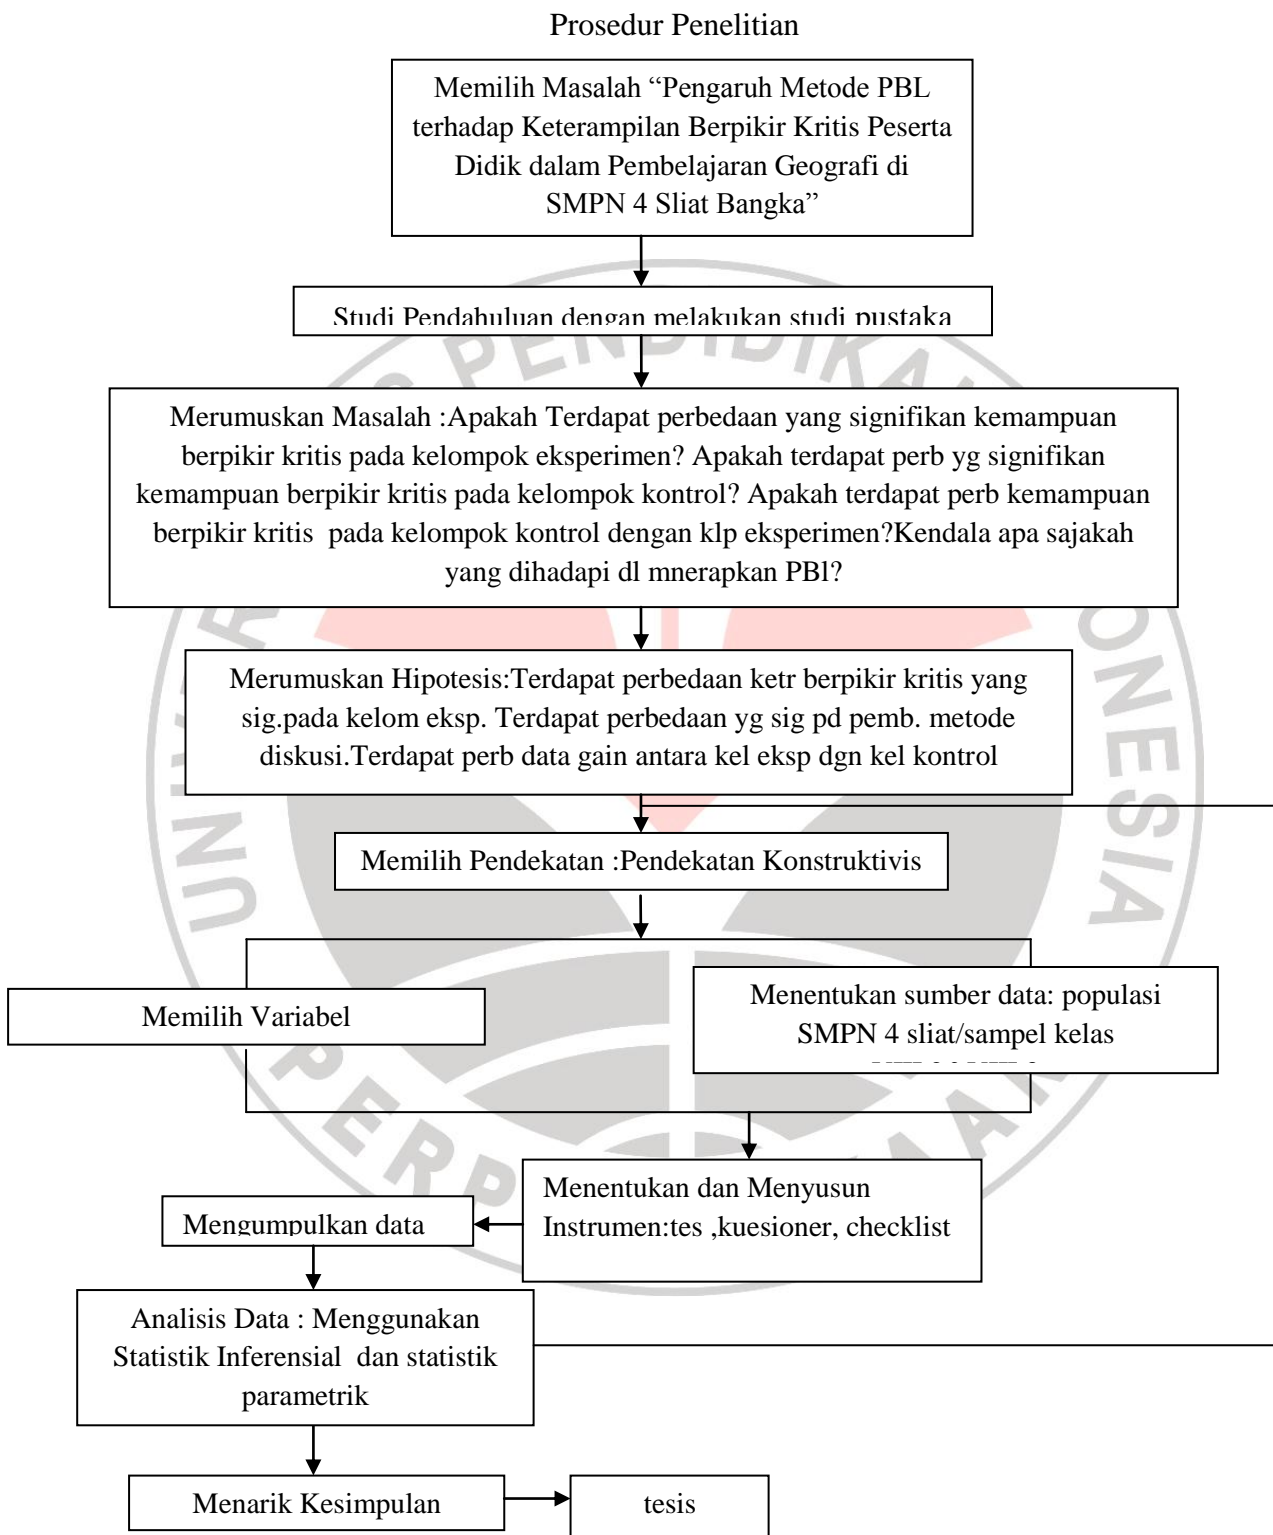 Prosedur Penelitian
Memilih Masalah “Pengaruh Metode PBL
terhadap Keterampilan Berpikir Kritis Peserta
Didik dalam Pembelajaran Geografi di
SMPN 4 Sliat Bangka”
Studi Pendahuluan dengan melakukan studi pustaka
Merumuskan Masalah :Apakah Terdapat perbedaan yang signifikan kemampuan
berpikir kritis pada kelompok eksperimen? Apakah terdapat perb yg signifikan
kemampuan berpikir kritis pada kelompok kontrol? Apakah terdapat perb kemampuan
berpikir kritis pada kelompok kontrol dengan klp eksperimen?Kendala apa sajakah
yang dihadapi dl mnerapkan PBl?
Merumuskan Hipotesis:Terdapat perbedaan ketr berpikir kritis yang
sig.pada kelom eksp. Terdapat perbedaan yg sig pd pemb. metode
diskusi.Terdapat perb data gain antara kel eksp dgn kel kontrol
Memilih Pendekatan :Pendekatan Konstruktivis
Memilih Variabel
Menentukan sumber data: populasi
SMPN 4 sliat/sampel kelas
Menentukan dan Menyusun
Instrumen:tes ,kuesioner, checklist
Mengumpulkan data
Analisis Data : Menggunakan
Statistik Inferensial dan statistik
parametrik
Menarik Kesimpulan
tesis